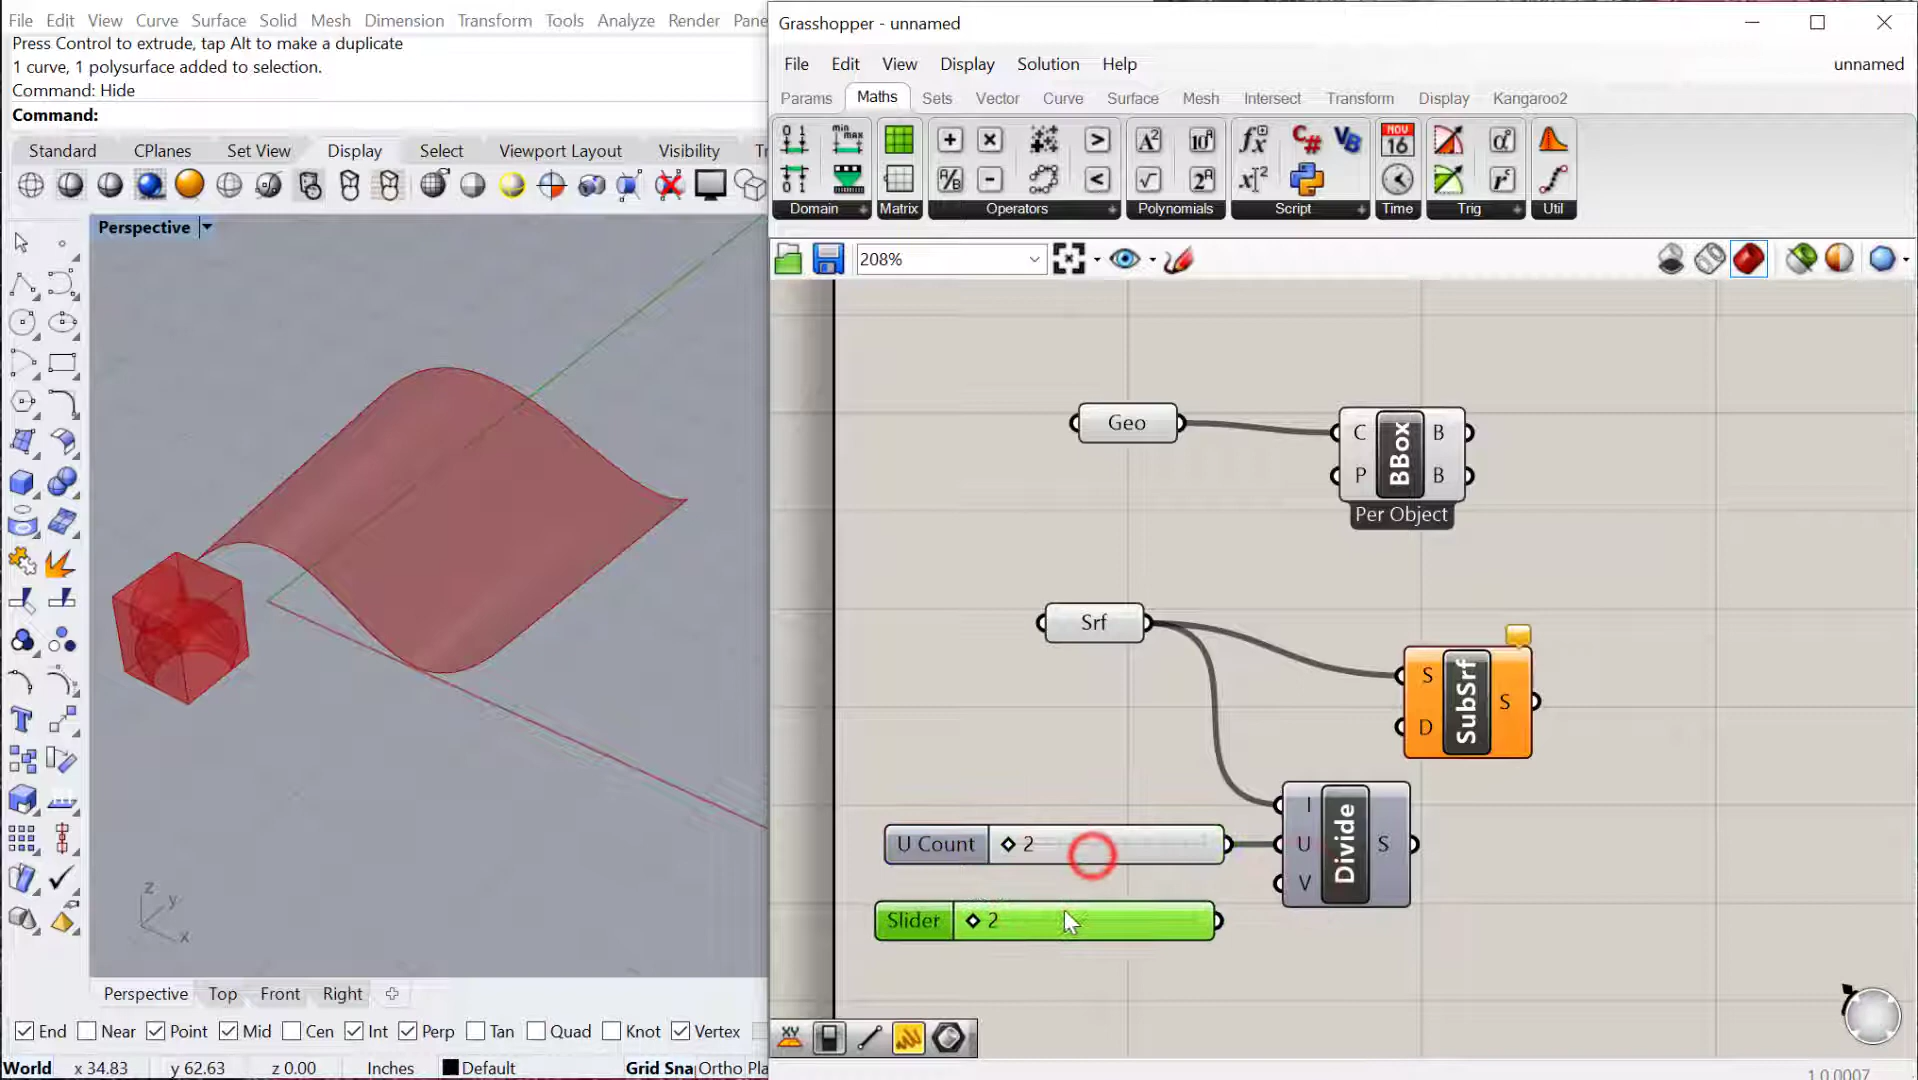 File Edit View Curve Surface Solid Mesh Dimension Transform Tools Analyze Render Pane
Press Control to extrude, tap Alt to make a duplicate
1 curve, 1 polysurface added to selection.
Command: Hide
Command:
Standard CPlanes Set View Display Select Viewport Layout Visibility
Perspective
z
y
x
Perspective Top Front Right
End Near Point Mid Cen Int Perp Tan Quad Knot Vertex
World x 34.83 y 62.63 z 0.00 Inches Default Grid Sna Ortho Pla
Grasshopper - unnamed
File Edit View Display Solution Help unnamed
Params Maths Sets Vector Curve Surface Mesh Intersect Transform Display Kangaroo2
Domain Matrix Operators Polynomials Script Time Trig Util
208%
Geo
C BBox B
P B
Per Object
Srf
S SubSrf S
D
I Divide
U Count 2
U S
V
Slider 2
1.0.0007